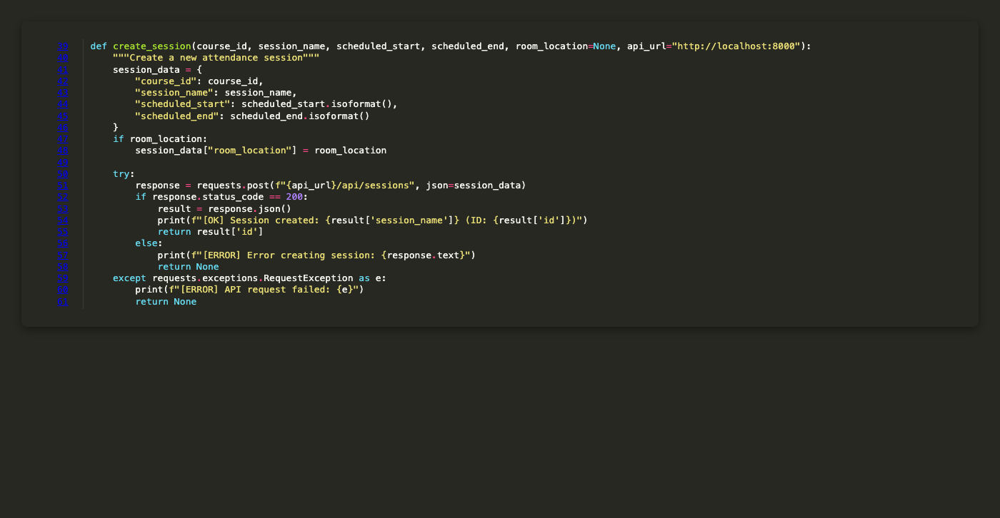 39 def create_session(course_id, session_name, scheduled_start, scheduled_end, room_location=None, api_url="http://localhost:8000"):
40     """Create a new attendance session"""
41     session_data = {
42         "course_id": course_id,
43         "session_name": session_name,
44         "scheduled_start": scheduled_start.isoformat(),
45         "scheduled_end": scheduled_end.isoformat()
46     }
47     if room_location:
48         session_data["room_location"] = room_location
49
50     try:
51         response = requests.post(f"{api_url}/api/sessions", json=session_data)
52         if response.status_code == 200:
53             result = response.json()
54             print(f"[OK] Session created: {result['session_name']} (ID: {result['id']})")
55             return result['id']
56         else:
57             print(f"[ERROR] Error creating session: {response.text}")
58             return None
59     except requests.exceptions.RequestException as e:
60         print(f"[ERROR] API request failed: {e}")
61         return None